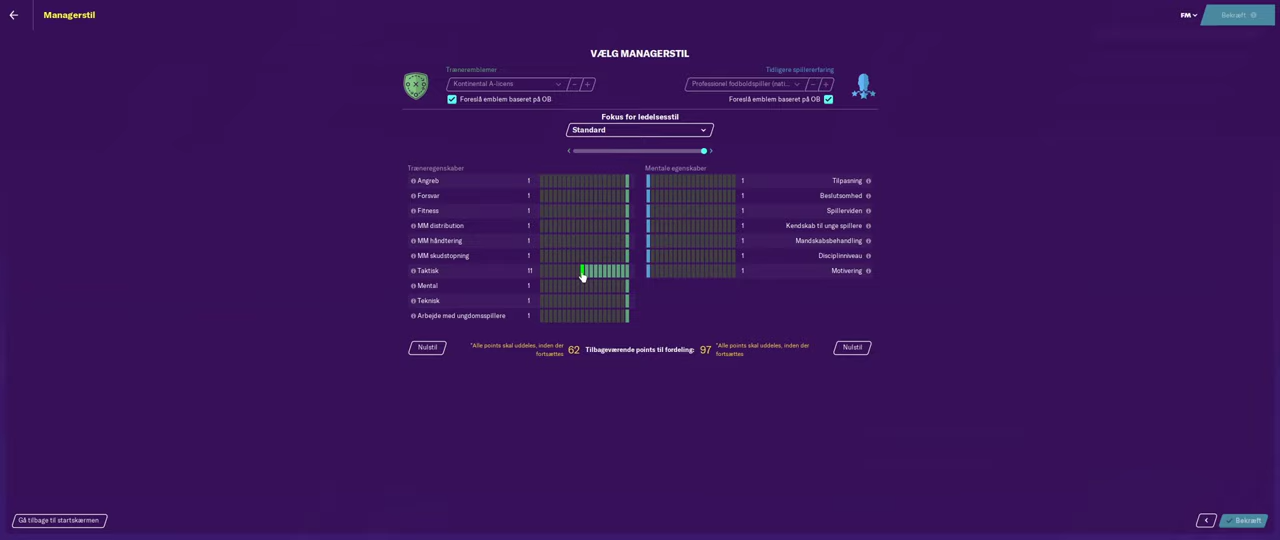 Managerstil
FM
Bekræft
VÆLG MANAGERSTIL
Træneremblemer
Tidligere spillererfaring
Kontinental A-licens
Professionel fodboldspiller (nati...
Foreslå emblem baseret på OB
Foreslå emblem baseret på OB
Fokus for ledelsesstil
Standard
Træneregenskaber
Mentale egenskaber
Angreb 1
1 Tilpasning
Forsvar 1
1 Beslutsomhed
Fitness 1
1 Spillerviden
MM distribution 1
1 Kendskab til unge spillere
MM håndtering 1
1 Mandskabsbehandling
MM skudstopning 1
1 Disciplinniveau
Taktisk 11
1 Motivering
Mental 1
Teknisk 1
Arbejde med ungdomsspillere 1
Nulstil
*Alle points skal uddeles, inden der
fortsættes
62 Tilbageværende points til fordeling: 97
*Alle points skal uddeles, inden der
fortsættes
Nulstil
Gå tilbage til startskærmen
Bekræft